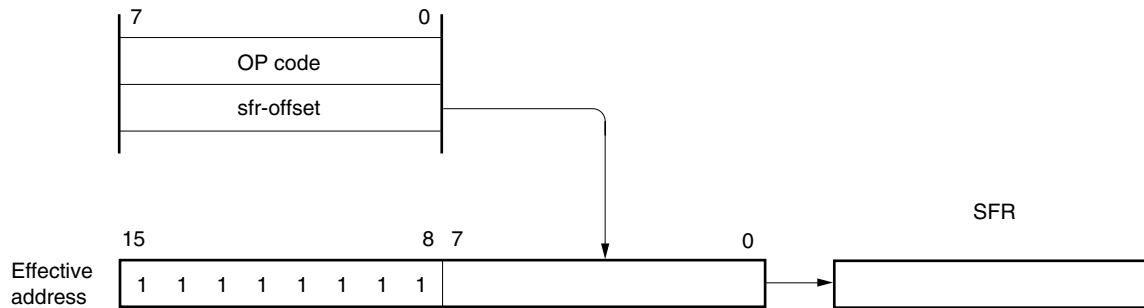 7 0
OP code
sfr-offset
SFR
15 8 7 0
Effective
address
1 1 1 1 1 1 1 1